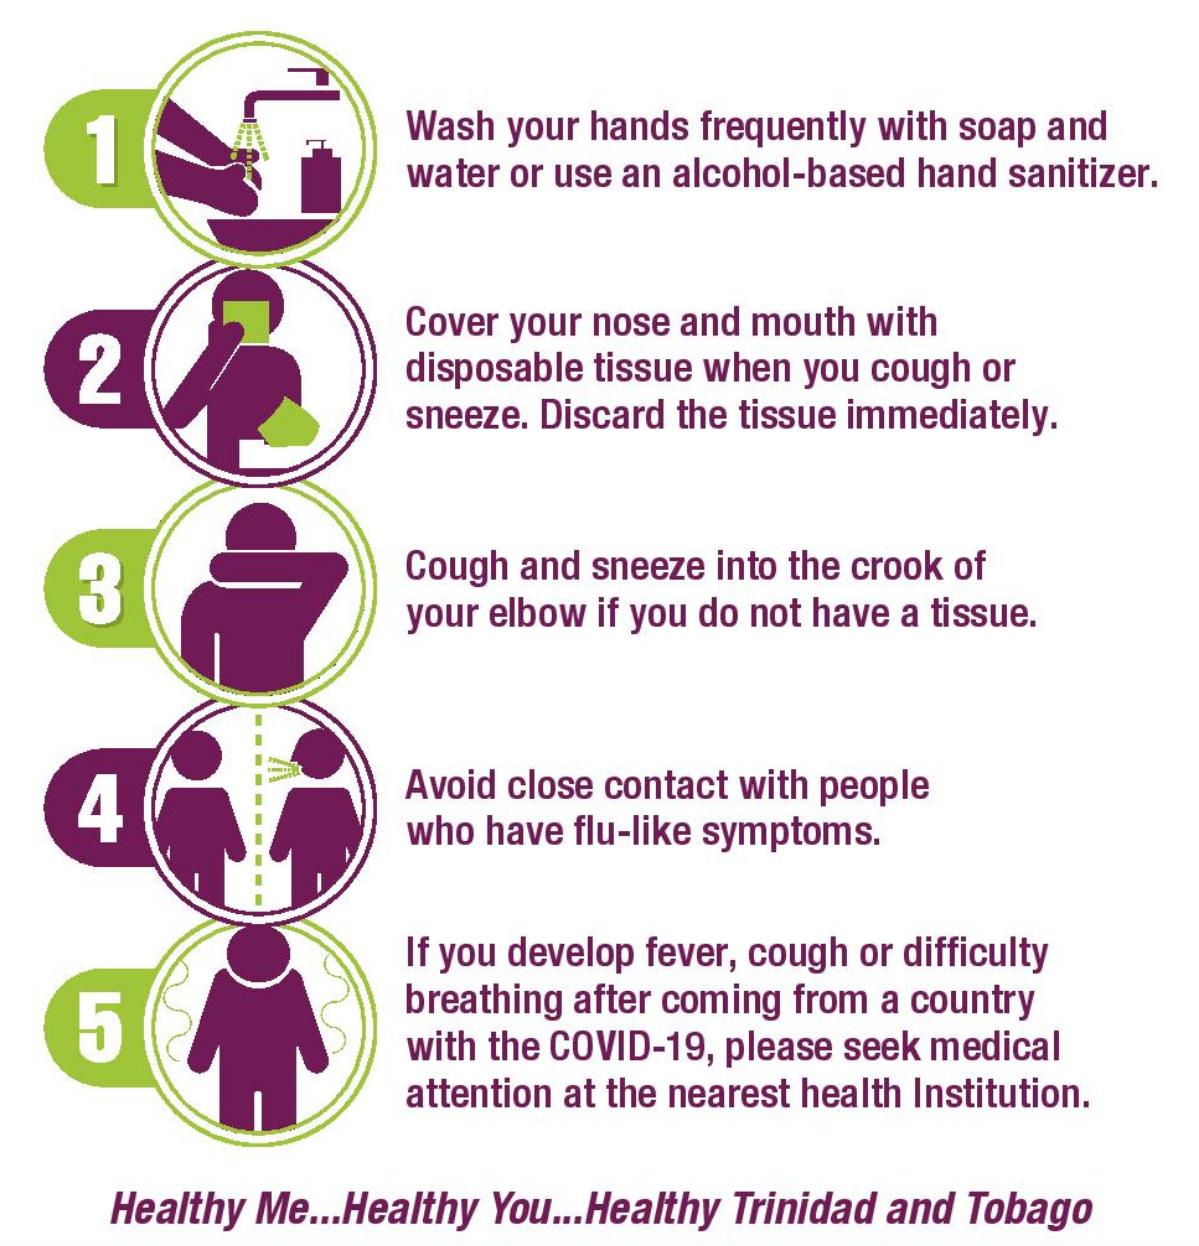 1
Wash your hands frequently with soap and
water or use an alcohol-based hand sanitizer.
2
Cover your nose and mouth with
disposable tissue when you cough or
sneeze. Discard the tissue immediately.
3
Cough and sneeze into the crook of
your elbow if you do not have a tissue.
4
Avoid close contact with people
who have flu-like symptoms.
5
If you develop fever, cough or difficulty
breathing after coming from a country
with the COVID-19, please seek medical
attention at the nearest health Institution.
Healthy Me...Healthy You...Healthy Trinidad and Tobago